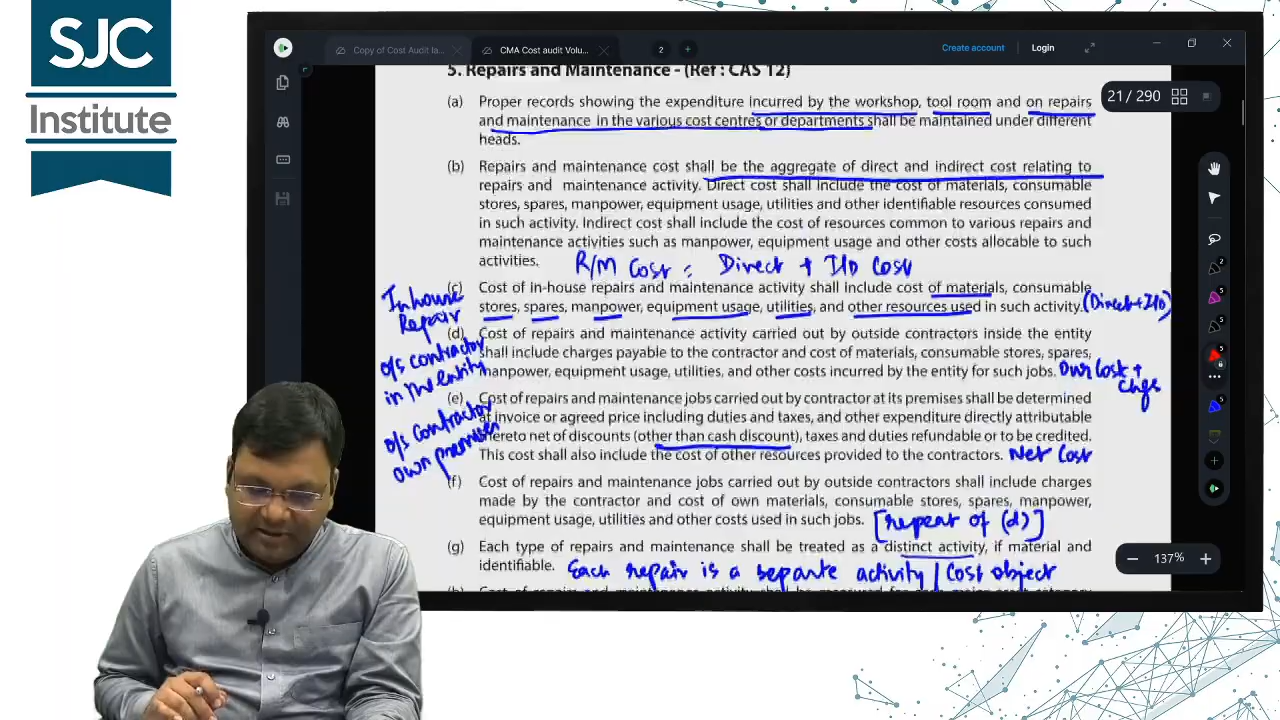 SJC
Institute
Copy of Cost Audit la...
CMA Cost audit Volu...
2
Create account
Login
21 / 290
5. Repairs and Maintenance - (Ref : CAS 12)
(a) Proper records showing the expenditure incurred by the workshop, tool room and on repairs
and maintenance in the various cost centres or departments shall be maintained under different
heads.
(b) Repairs and maintenance cost shall be the aggregate of direct and indirect cost relating to
repairs and maintenance activity. Direct cost shall include the cost of materials, consumable
stores, spares, manpower, equipment usage, utilities and other identifiable resources consumed
in such activity. Indirect cost shall include the cost of resources common to various repairs and
maintenance activities such as manpower, equipment usage and other costs allocable to such
activities.
R/M Cost = Direct + I/D Cost
(c) Cost of in-house repairs and maintenance activity shall include cost of materials, consumable
stores, spares, manpower, equipment usage, utilities, and other resources used in such activity.
(Direct + I/D)
Inhouse
Repair
(d) Cost of repairs and maintenance activity carried out by outside contractors inside the entity
shall include charges payable to the contractor and cost of materials, consumable stores, spares,
manpower, equipment usage, utilities, and other costs incurred by the entity for such jobs.
Own Cost +
Chgs
o/s contractor
in the entity
(e) Cost of repairs and maintenance jobs carried out by contractor at its premises shall be determined
at invoice or agreed price including duties and taxes, and other expenditure directly attributable
thereto net of discounts (other than cash discount), taxes and duties refundable or to be credited.
This cost shall also include the cost of other resources provided to the contractors.
Net Cost
o/s contractor
own premises
(f) Cost of repairs and maintenance jobs carried out by outside contractors shall include charges
made by the contractor and cost of own materials, consumable stores, spares, manpower,
equipment usage, utilities and other costs used in such jobs.
[repeat of (d)]
(g) Each type of repairs and maintenance shall be treated as a distinct activity, if material and
identifiable.
Each repair is a separate activity / Cost object
137%